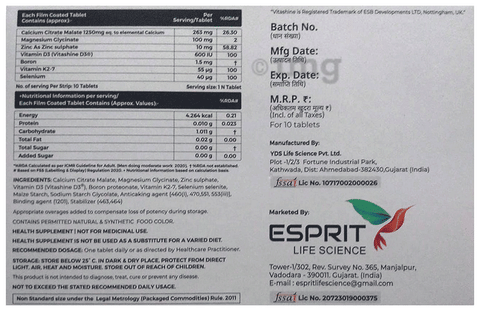 Each Film Coated Tablet
Contains (approx)-
Per
Serving/Tablet
%RDA#
Calcium Citrate Malate 1250mg eq. to elemental Calcium 263 mg 26.30
Magnesium Glycinate 100 mg
Zinc As Zinc sulphate 10 mg 58.82
Vitamin D3 (Vitashine D3®) 600 IU 100
Boron 1.5 mg †
Vitamin K2-7 55 µg 100
Selenium 40 µg 100
No. of serving Per Strip: 10 Tablets Serving size: 1 N Tablet
•Nutritional Information per serving/
Each Film Coated Tablet Contains (Approx. Values)-
%RDA#
Energy 4.264 kcal 0.21
Protein 0.010 g 0.023
Carbohydrate 1.011 g †
Total Fat 0.02 g 0.00
Total Sugar 0.00 g †
Added Sugar 0.00 g 0.00
INGREDIENTS: Calcium Citrate Malate, Magnesium Glycinate, Zinc sulphate,
Vitamin D3 (Vitashine D3®), Boron proteonate, Vitamin K2-7, Selenium selenite,
Maize Starch, Sodium Starch Glycolate, Anticaking agent [460(i), 470, 551, 553(iii)],
Binding agent (1201), Stabilizer (463,464)
Appropriate overages added to compensate loss of potency during storage.
CONTAINS PERMITTED NATURAL & SYNTHETIC FOOD COLOR.
HEALTH SUPPLEMENT | NOT FOR MEDICINAL USE.
HEALTH SUPPLEMENT IS NOT BE USED AS A SUBSTITUTE FOR A VARIED DIET.
RECOMMENDED DOSAGE: One tablet daily or as directed by Healthcare Practitioner.
STORAGE: STORE BELOW 25° C. IN DARK & DRY PLACE, PROTECT FROM DIRECT
LIGHT, AIR, HEAT AND MOISTURE. STORE OUT OF REACH OF CHILDREN.
This product is not intended to diagnose, treat, cure or prevent any disease.
NOT TO EXCEED THE STATED RECOMMENDED DAILY USAGE.
Non Standard size under the Legal Metrology (Packaged Commodities) Rule. 2011
"Vitashine is Registered Trademark of ESB Developments LTD, Nottingham, UK."
Batch No.
(घान संख्या)
Mfg Date:
(उत्पादन तिथि)
Exp. Date:
(समाप्ति तिथि)
M.R.P. ₹:
(अधिकतम खुदरा मूल्य ₹)
(Incl. of all Taxes)
For 10 tablets
Manufactured by:
YDS Life Science Pvt. Ltd.
Plot -1/2/3 Fortune Industrial Park,
Kathwada, Dist: Ahmedabad-382430,Gujarat (India)
fssai Lic No. 10717002000026
Marketed By:
ESPRIT
LIFE SCIENCE
Tower-1/302, Rev. Survey No. 365, Manjalpur,
Vadodara - 390011. Gujarat. (India)
E-mail : espritlifescience@gmail.com
fssai Lic No. 20723019000375